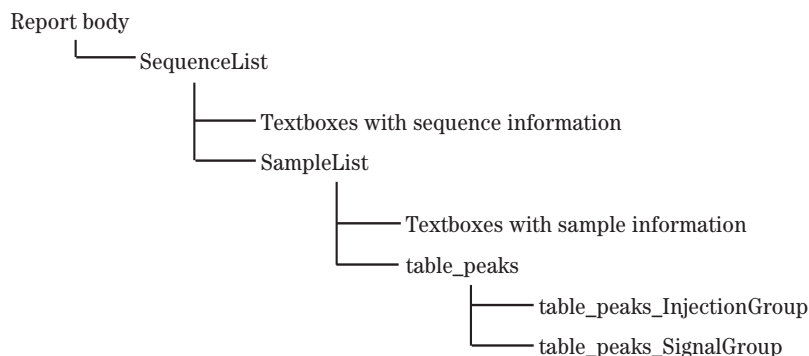 Report body
SequenceList
Textboxes with sequence information
SampleList
Textboxes with sample information
table_peaks
table_peaks_InjectionGroup
table_peaks_SignalGroup